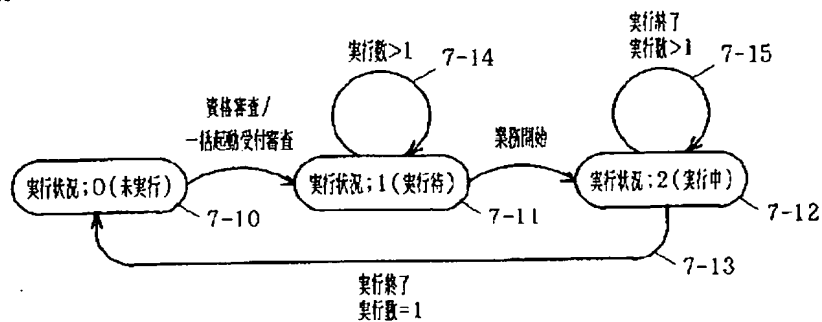 実行終了
実行数>1
7-15
実行数>1
7-14
資格審査/
一括起動受付審査
業務開始
実行状況;0(未実行)
実行状況;1(実行待)
実行状況;2(実行中)
7-10
7-11
7-12
7-13
実行終了
実行数=1